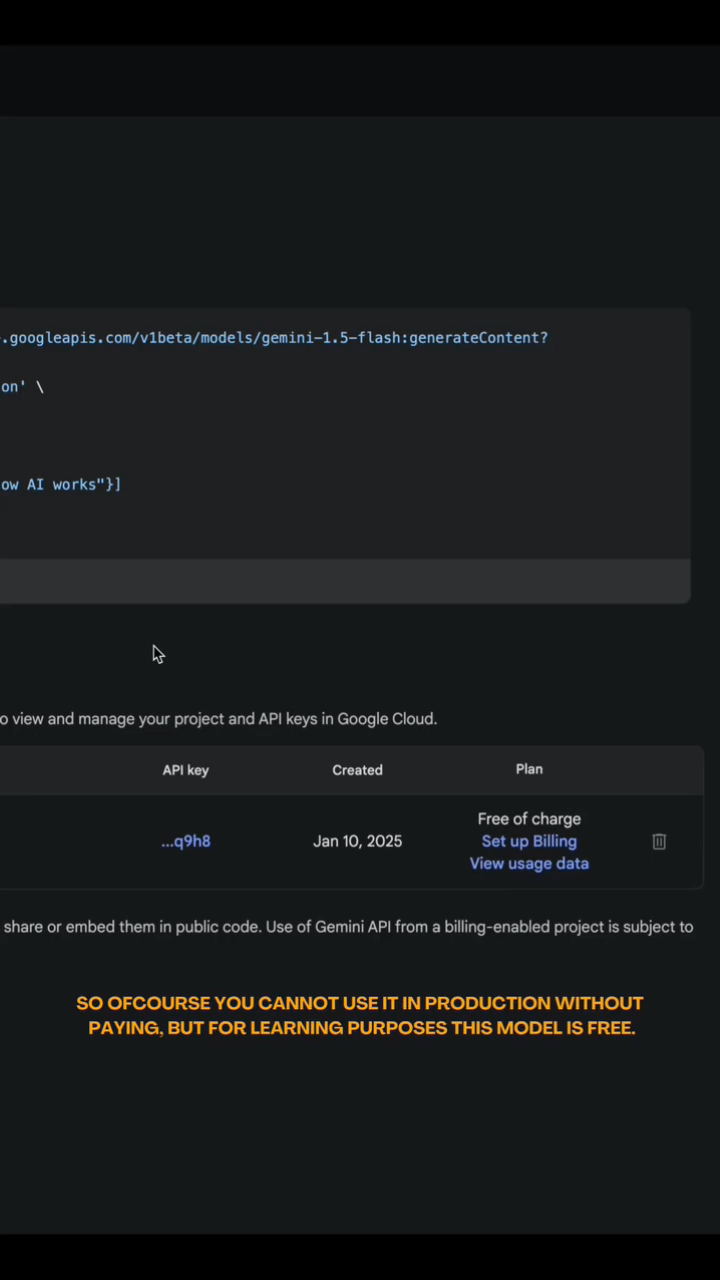 .googleapis.com/v1beta/models/gemini-1.5-flash:generateContent?
on' \
ow AI works"}]
o view and manage your project and API keys in Google Cloud.
API key Created Plan
Free of charge
...q9h8 Jan 10, 2025 Set up Billing
View usage data
share or embed them in public code. Use of Gemini API from a billing-enabled project is subject to
SO OFCOURSE YOU CANNOT USE IT IN PRODUCTION WITHOUT
PAYING, BUT FOR LEARNING PURPOSES THIS MODEL IS FREE.